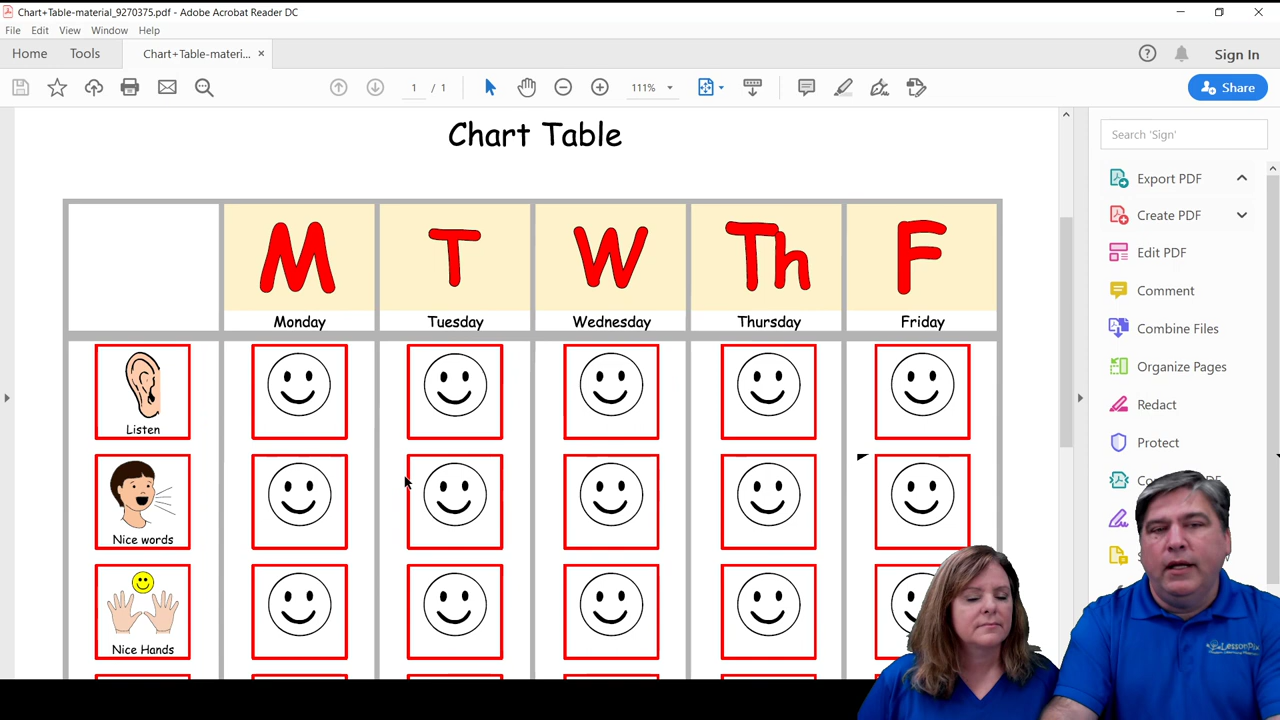 Chart+Table-material_9270375.pdf - Adobe Acrobat Reader DC
File Edit View Window Help
Home Tools Chart+Table-materi... × Sign In
1 / 1 111% Share
Chart Table
Search 'Sign'
Export PDF
Create PDF
Edit PDF
Comment
Combine Files
Organize Pages
Redact
Protect
M T W Th F
Monday Tuesday Wednesday Thursday Friday
Listen
Nice words
Nice Hands